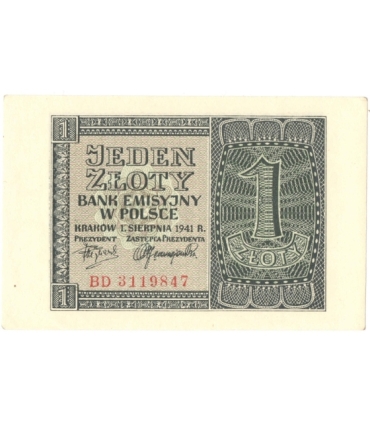 1
JEDEN
ZŁOTY
BANK EMISYJNY
W POLSCE
KRAKÓW 1. SIERPNIA 1941 R.
PREZYDENT ZASTĘPCA PREZYDENTA
BD 3119847
1
1
ZŁOTY